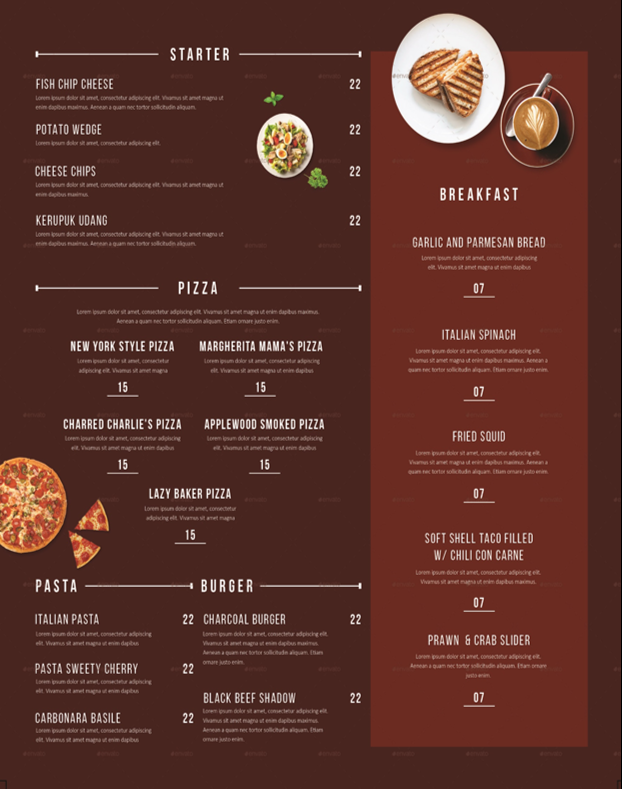 STARTER
FISH CHIP CHEESE 22
Lorem ipsum dolor sit amet, consectetur adipiscing elit. Vivamus sit amet magna ut
enim dapibus maximus. Aenean a quam nec tortor sollicitudin aliquam.
POTATO WEDGE 22
Lorem ipsum dolor sit amet, consectetur adipiscing elit.
CHEESE CHIPS 22
Lorem ipsum dolor sit amet, consectetur adipiscing elit. Vivamus sit amet magna ut
enim dapibus maximus.
KERUPUK UDANG 22
Lorem ipsum dolor sit amet, consectetur adipiscing elit. Vivamus sit amet magna ut
enim dapibus maximus. Aenean a quam nec tortor sollicitudin aliquam.
PIZZA
Lorem ipsum dolor sit amet, consectetur adipiscing elit. Vivamus sit amet magna ut enim dapibus maximus.
Aenean a quam nec tortor sollicitudin aliquam. Etiam ornare justo enim.
NEW YORK STYLE PIZZA
Lorem ipsum dolor sit amet, consectetur
adipiscing elit. Vivamus sit amet magna
15
MARGHERITA MAMA'S PIZZA
Lorem ipsum dolor sit amet, consectetur adipiscing
elit. Vivamus sit amet magna ut enim dapibus
15
CHARRED CHARLIE'S PIZZA
Lorem ipsum dolor sit amet, consectetur adipiscing
elit. Vivamus sit amet magna ut enim dapibus
15
APPLEWOOD SMOKED PIZZA
Lorem ipsum dolor sit amet, consectetur adipiscing
elit. Vivamus sit amet magna ut enim dapibus
15
LAZY BAKER PIZZA
Lorem ipsum dolor sit amet, consectetur
adipiscing elit. Vivamus sit amet magna
15
PASTA
ITALIAN PASTA 22
Lorem ipsum dolor sit amet, consectetur adipiscing
elit. Vivamus sit amet magna ut enim dapibus
PASTA SWEETY CHERRY 22
Lorem ipsum dolor sit amet, consectetur adipiscing
elit. Vivamus sit amet magna ut enim dapibus
CARBONARA BASILE 22
Lorem ipsum dolor sit amet, consectetur adipiscing
elit. Vivamus sit amet magna ut enim dapibus
BURGER
CHARCOAL BURGER 22
Lorem ipsum dolor sit amet, consectetur adipiscing elit.
Vivamus sit amet magna ut enim dapibus maximus.
Aenean a quam nec tortor sollicitudin aliquam. Etiam
ornare justo enim.
BLACK BEEF SHADOW 22
Lorem ipsum dolor sit amet, consectetur adipiscing elit.
Vivamus sit amet magna ut enim dapibus maximus.
Aenean a quam nec tortor sollicitudin aliquam. Etiam
ornare justo enim.
BREAKFAST
GARLIC AND PARMESAN BREAD
Lorem ipsum dolor sit amet, consectetur adipiscing
elit. Vivamus sit amet magna ut enim dapibus
07
ITALIAN SPINACH
Lorem ipsum dolor sit amet, consectetur adipiscing elit.
Vivamus sit amet magna ut enim dapibus maximus. Aenean a
quam nec tortor sollicitudin aliquam. Etiam ornare justo enim.
07
FRIED SQUID
Lorem ipsum dolor sit amet, consectetur adipiscing elit.
Vivamus sit amet magna ut enim dapibus maximus. Aenean a
quam nec tortor sollicitudin aliquam. Etiam ornare justo enim.
07
SOFT SHELL TACO FILLED
W/ CHILI CON CARNE
Lorem ipsum dolor sit amet, consectetur adipiscing elit.
Vivamus sit amet magna ut enim dapibus maximus.
07
PRAWN & CRAB SLIDER
Lorem ipsum dolor sit amet, consectetur adipiscing elit.
Aenean a quam nec tortor sollicitudin aliquam. Etiam ornare
justo enim.
07